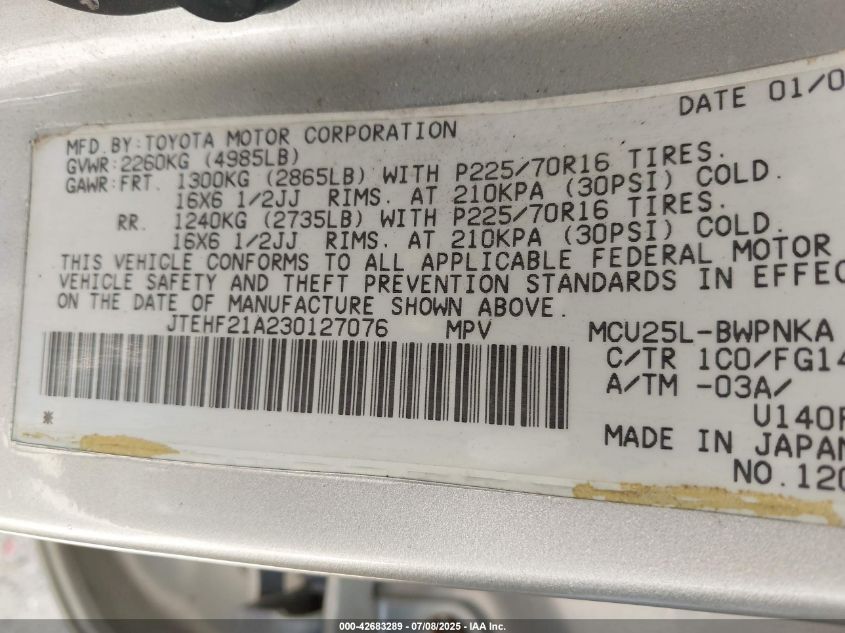 DATE 01/0
MFD.BY:TOYOTA MOTOR CORPORATION
GVWR:2260KG (4985LB)
GAWR:FRT. 1300KG (2865LB) WITH P225/70R16 TIRES.
16X6 1/2JJ RIMS. AT 210KPA (30PSI) COLD.
RR. 1240KG (2735LB) WITH P225/70R16 TIRES.
16X6 1/2JJ RIMS. AT 210KPA (30PSI) COLD.
THIS VEHICLE CONFORMS TO ALL APPLICABLE FEDERAL MOTOR
VEHICLE SAFETY AND THEFT PREVENTION STANDARDS IN EFFEC
ON THE DATE OF MANUFACTURE SHOWN ABOVE.
JTEHF21A230127076 MPV MCU25L-BWPNKA
C/TR 1C0/FG14
A/TM -03A/
U140F
*
MADE IN JAPAN
NO.120
000-42683289 - 07/08/2025 - IAA Inc.